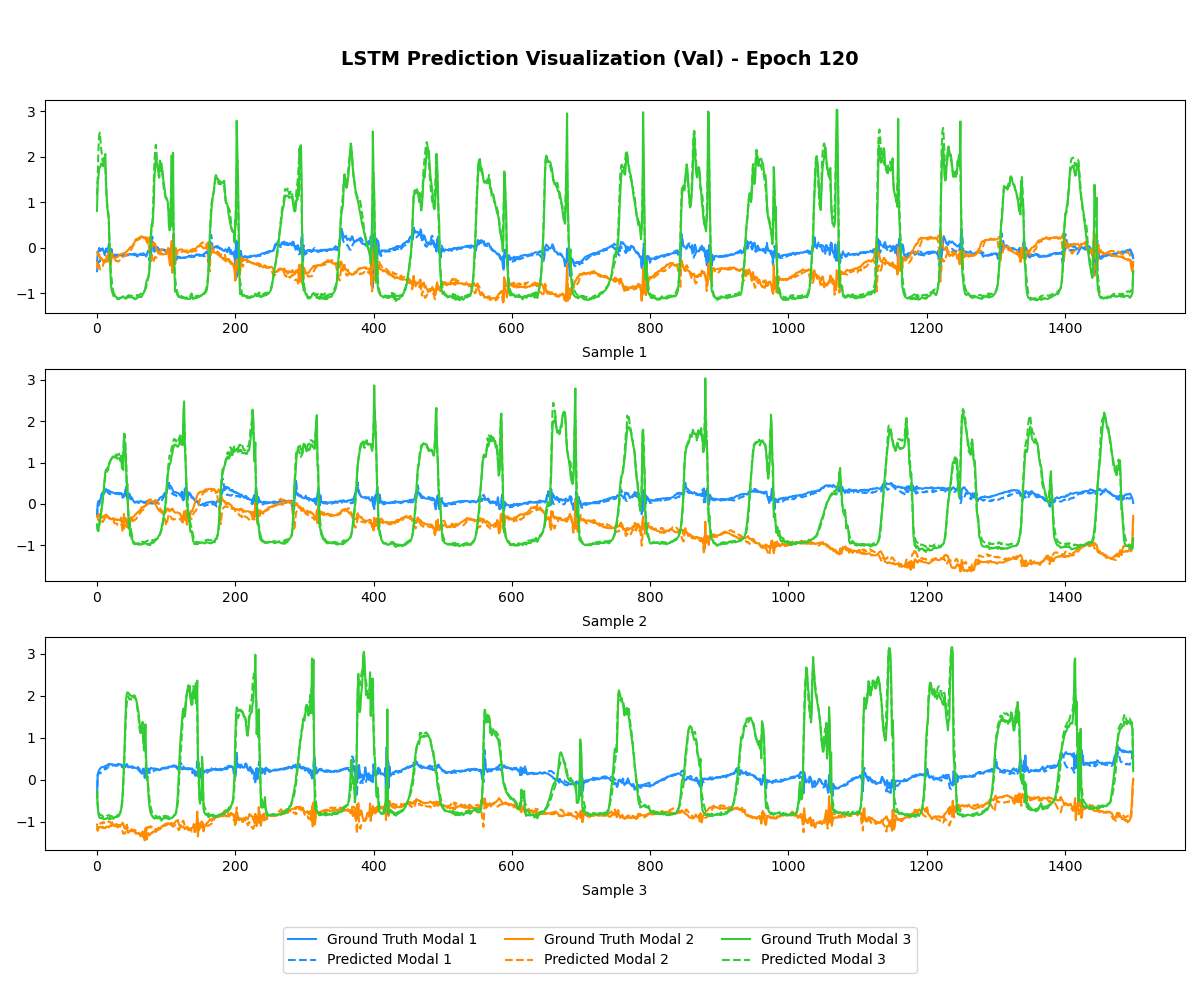 LSTM Prediction Visualization (Val) - Epoch 120
3
2
1
0
−1
0 200 400 600 800 1000 1200 1400
Sample 1
3
2
1
0
−1
0 200 400 600 800 1000 1200 1400
Sample 2
3
2
1
0
−1
0 200 400 600 800 1000 1200 1400
Sample 3
Ground Truth Modal 1 Ground Truth Modal 2 Ground Truth Modal 3
Predicted Modal 1 Predicted Modal 2 Predicted Modal 3